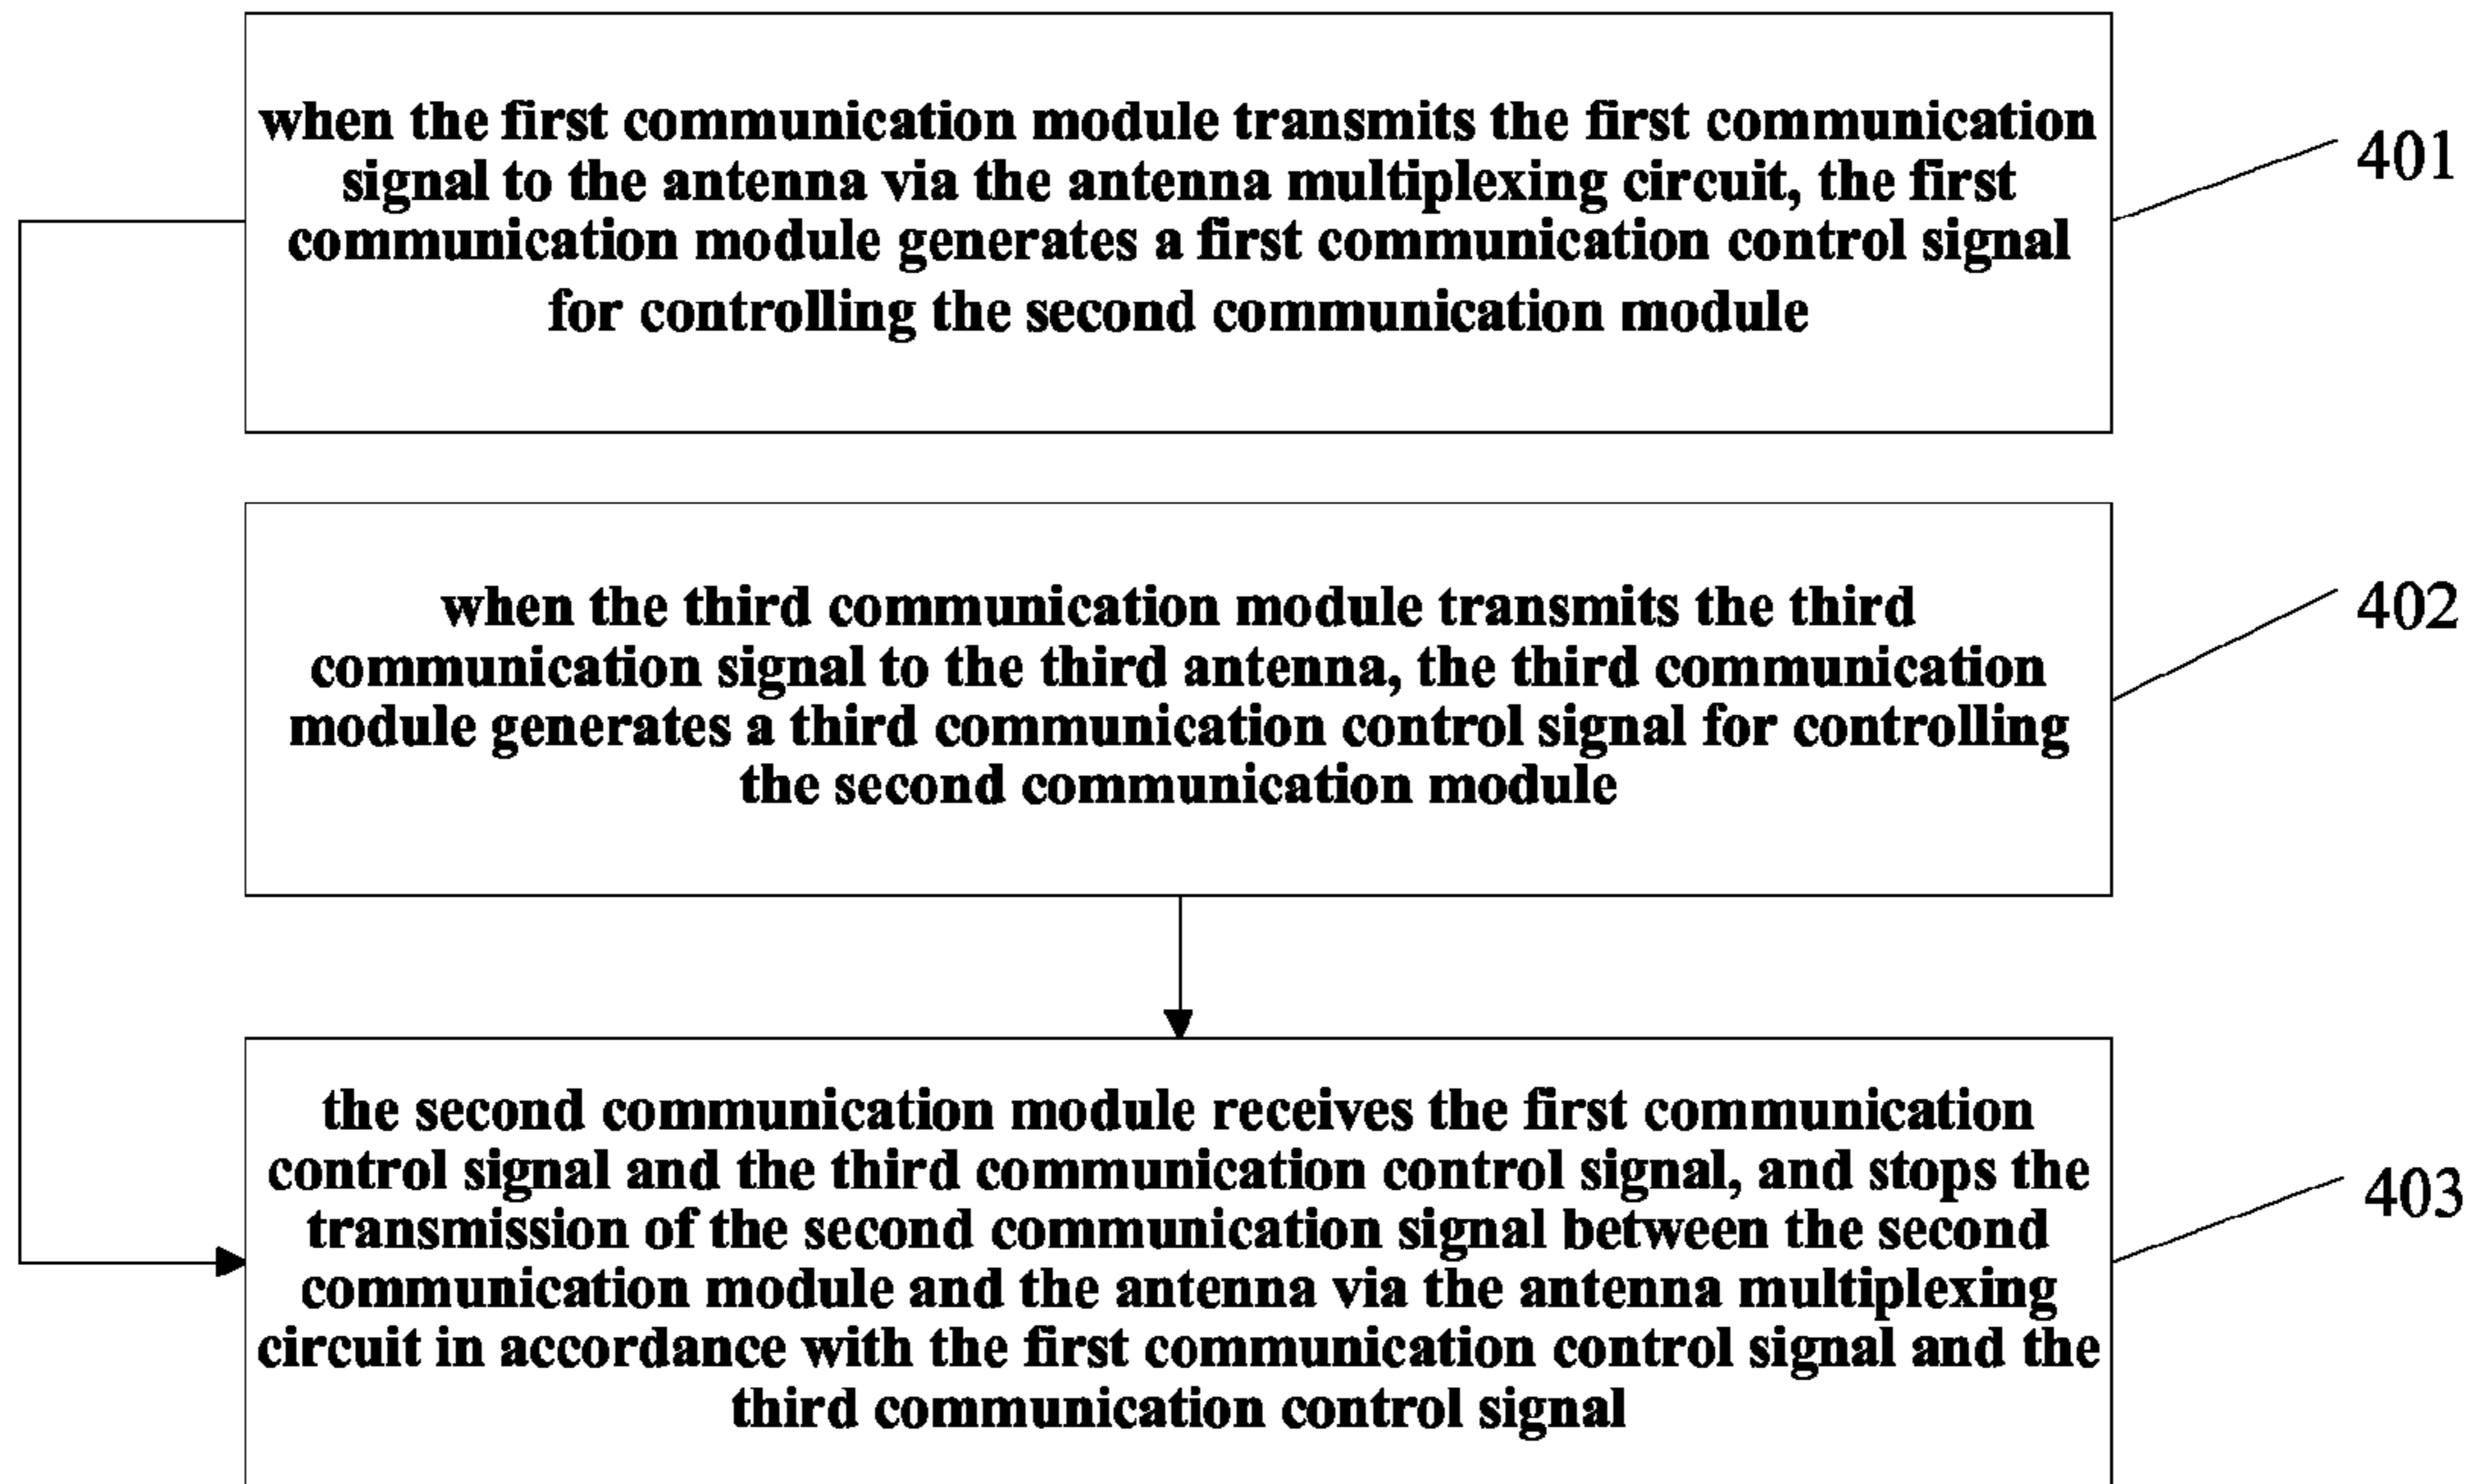 when the first communication module transmits the first communication
signal to the antenna via the antenna multiplexing circuit, the first
communication module generates a first communication control signal
for controlling the second communication module
401
when the third communication module transmits the third
communication signal to the third antenna, the third communication
module generates a third communication control signal for controlling
the second communication module
402
the second communication module receives the first communication
control signal and the third communication control signal, and stops the
transmission of the second communication signal between the second
communication module and the antenna via the antenna multiplexing
circuit in accordance with the first communication control signal and the
third communication control signal
403